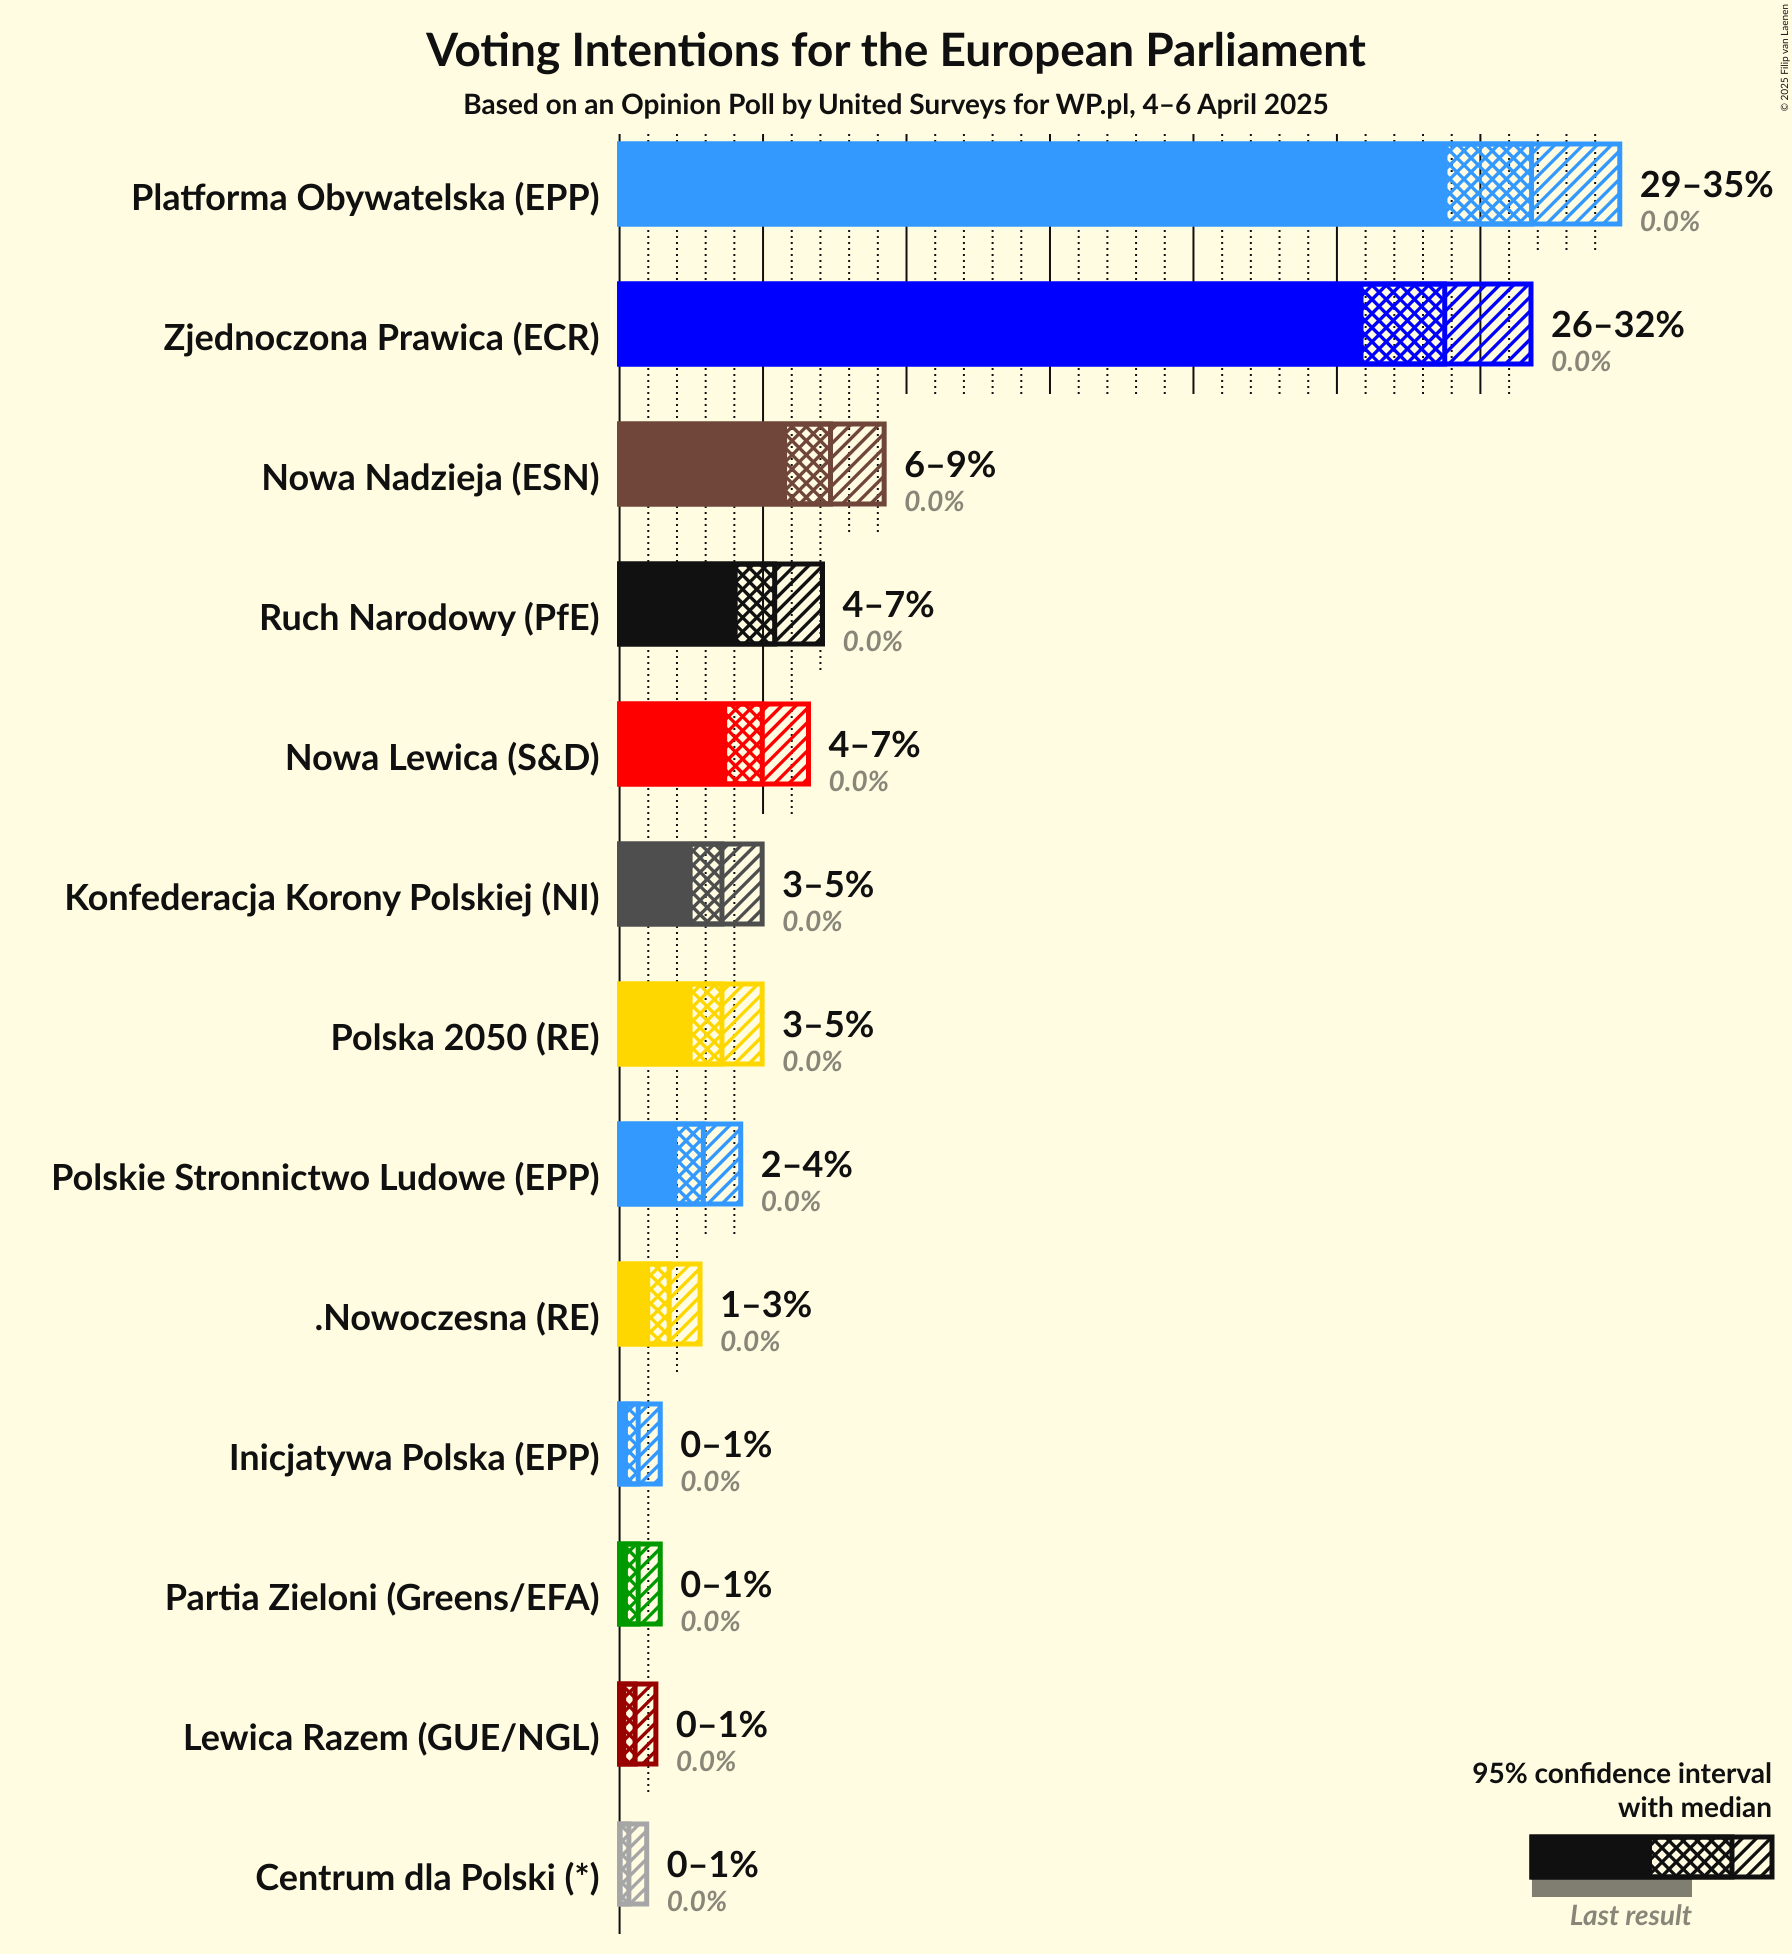 Voting Intentions for the European Parliament
Based on an Opinion Poll by United Surveys for WP.pl, 4–6 April 2025
© 2025 Filip van Laenen
Platforma Obywatelska (EPP)
29–35%
0.0%
Zjednoczona Prawica (ECR)
26–32%
0.0%
Nowa Nadzieja (ESN)
6–9%
0.0%
Ruch Narodowy (PfE)
4–7%
0.0%
Nowa Lewica (S&D)
4–7%
0.0%
Konfederacja Korony Polskiej (NI)
3–5%
0.0%
Polska 2050 (RE)
3–5%
0.0%
Polskie Stronnictwo Ludowe (EPP)
2–4%
0.0%
.Nowoczesna (RE)
1–3%
0.0%
Inicjatywa Polska (EPP)
0–1%
0.0%
Partia Zieloni (Greens/EFA)
0–1%
0.0%
Lewica Razem (GUE/NGL)
0–1%
0.0%
Centrum dla Polski (*)
0–1%
0.0%
95% confidence interval
with median
Last result